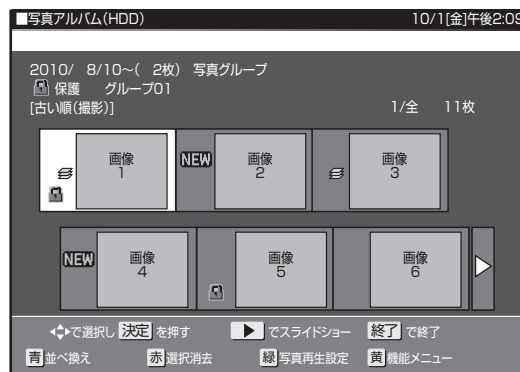 ■写真アルバム(HDD) 10/1[金]午後2:09
2010/ 8/10~( 2枚) 写真グループ
保護 グループ01
[古い順(撮影)] 1/全 11枚
画像
1
NEW
画像
2
画像
3
NEW
画像
4
画像
5
画像
6
で選択し 決定 を押す ▶ でスライドショー 終了 で終了
青 並べ換え 赤 選択消去 緑 写真再生設定 黄 機能メニュー